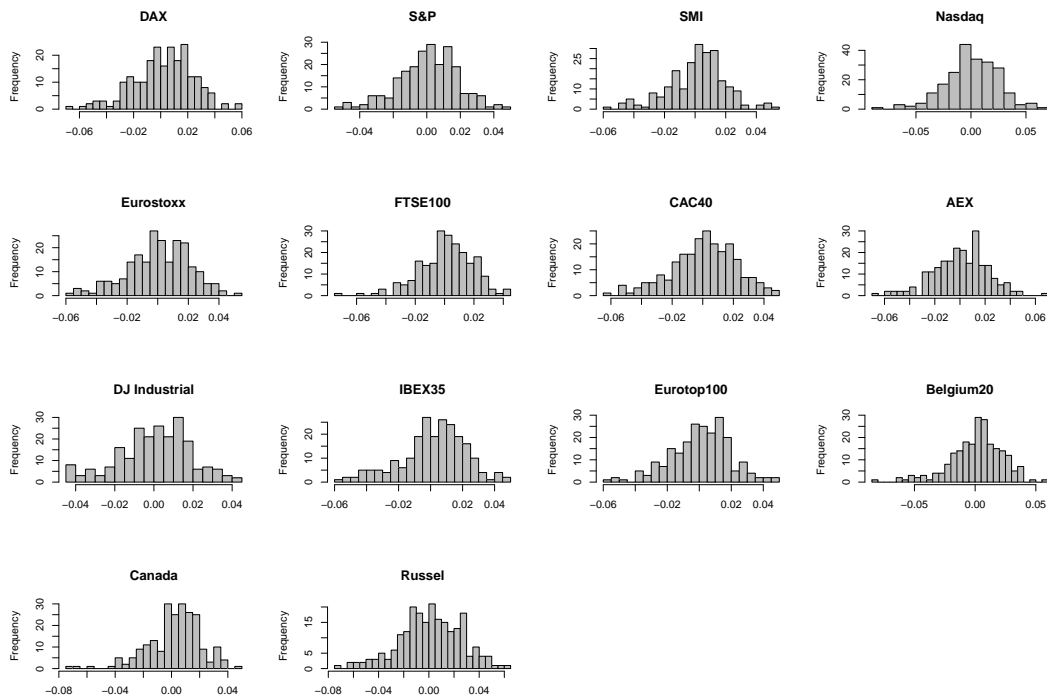 DAX
Frequency
0 10 20
−0.06 −0.02 0.02 0.06
S&P
Frequency
0 10 20 30
−0.04 0.00 0.02 0.04
SMI
Frequency
0 10 20
−0.06 −0.02 0.02
Nasdaq
Frequency
0 20 40
−0.05 0.00 0.05
Eurostoxx
Frequency
0 10 20
−0.06 −0.02 0.02 0.04
FTSE100
Frequency
0 10 20 30
−0.06 −0.02 0.02
CAC40
Frequency
0 10 20
−0.06 −0.02 0.02 0.04
AEX
Frequency
0 10 20 30
−0.06 −0.02 0.02 0.06
DJ Industrial
Frequency
0 10 20 30
−0.04 −0.02 0.00 0.02 0.04
IBEX35
Frequency
0 10 20
−0.06 −0.02 0.02 0.04
Eurotop100
Frequency
0 10 20 30
−0.06 −0.02 0.02 0.04
Belgium20
Frequency
0 10 20 30
−0.05 0.00 0.05
Canada
Frequency
0 10 20 30
−0.08 −0.04 0.00 0.04
Russel
Frequency
0 5 15
−0.08 −0.04 0.00 0.04